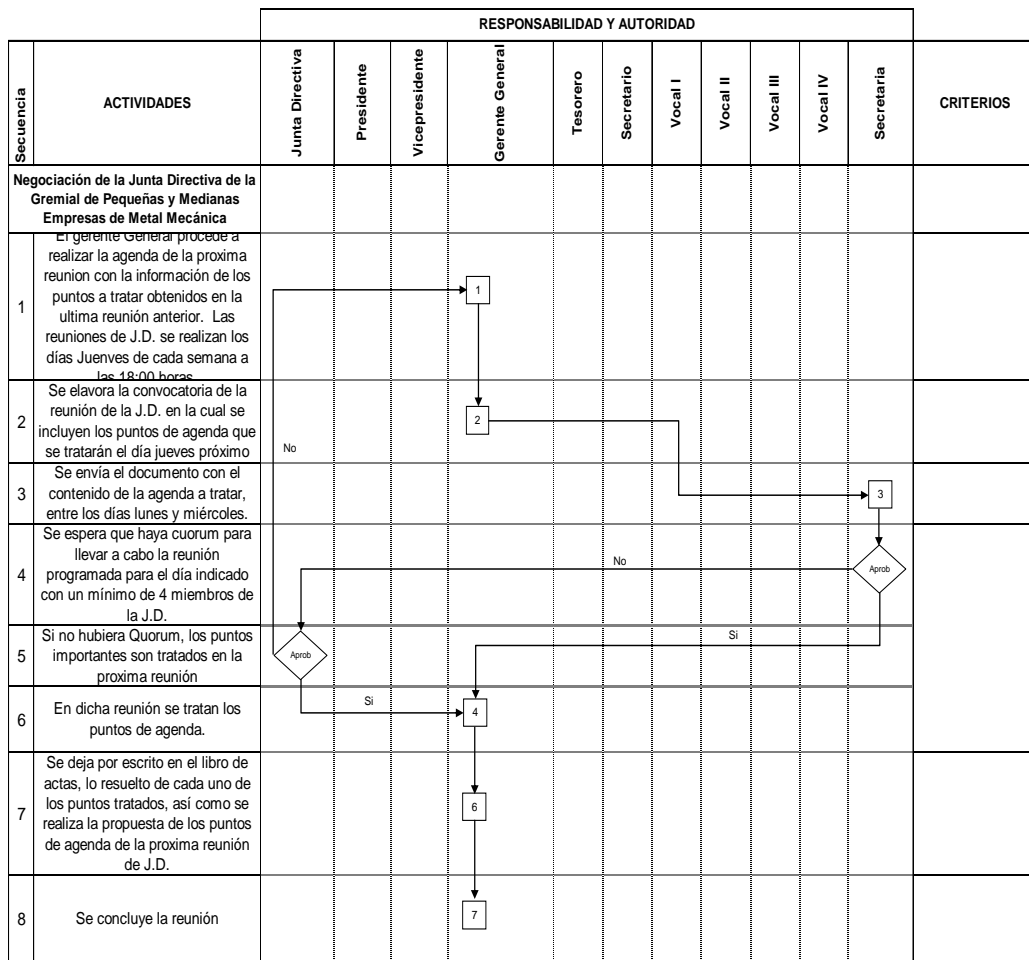 RESPONSABILIDAD Y AUTORIDAD
Secuencia
ACTIVIDADES
Junta Directiva
Presidente
Vicepresidente
Gerente General
Tesorero
Secretario
Vocal I
Vocal II
Vocal III
Vocal IV
Secretaria
CRITERIOS
Negociación de la Junta Directiva de la
Gremial de Pequeñas y Medianas
Empresas de Metal Mecánica
1
El gerente General procede a
realizar la agenda de la proxima
reunion con la información de los
puntos a tratar obtenidos en la
ultima reunión anterior. Las
reuniones de J.D. se realizan los
días Juenves de cada semana a
las 18:00 horas
1
2
Se elavora la convocatoria de la
reunión de la J.D. en la cual se
incluyen los puntos de agenda que
se tratarán el día jueves próximo
2
No
3
Se envía el documento con el
contenido de la agenda a tratar,
entre los días lunes y miércoles.
3
4
Se espera que haya cuorum para
llevar a cabo la reunión
programada para el día indicado
con un mínimo de 4 miembros de
la J.D.
No
Aprob
5
Si no hubiera Quorum, los puntos
importantes son tratados en la
proxima reunión
Aprob
Si
6
En dicha reunión se tratan los
puntos de agenda.
Si
4
7
Se deja por escrito en el libro de
actas, lo resuelto de cada uno de
los puntos tratados, así como se
realiza la propuesta de los puntos
de agenda de la proxima reunión
de J.D.
6
8
Se concluye la reunión
7